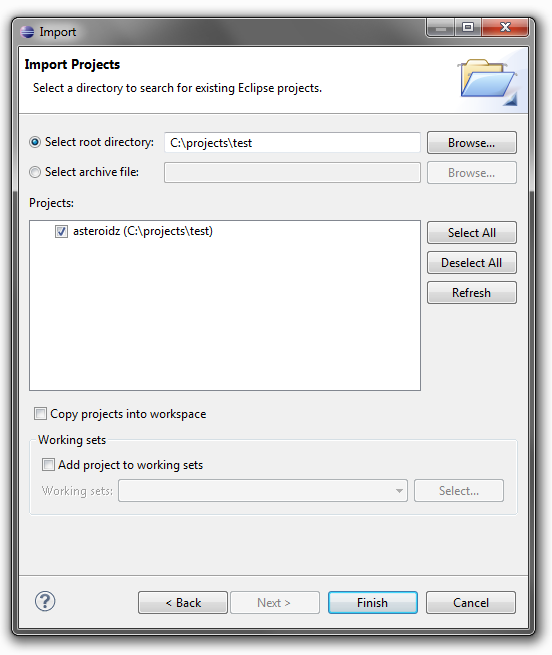 Import
Import Projects
Select a directory to search for existing Eclipse projects.
Select root directory: C:\projects\test Browse...
Select archive file: Browse...
Projects:
asteroidz (C:\projects\test)
Select All
Deselect All
Refresh
Copy projects into workspace
Working sets
Add project to working sets
Working sets: Select...
? < Back Next > Finish Cancel